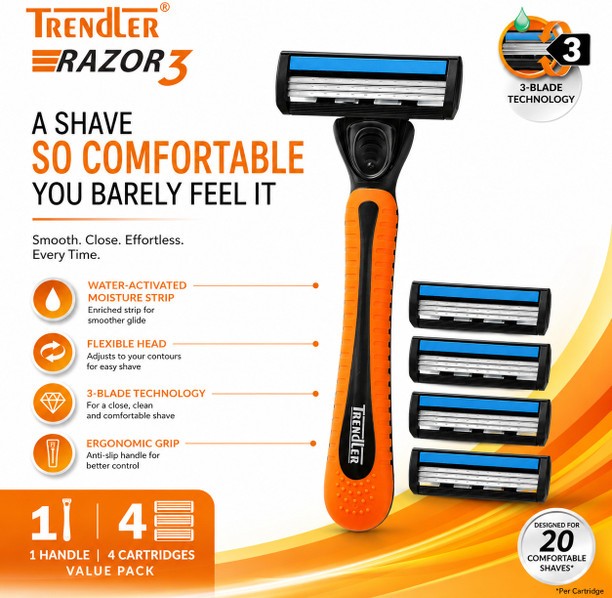 TRENDLER®
RAZOR3
3
3-BLADE
TECHNOLOGY
A SHAVE
SO COMFORTABLE
YOU BARELY FEEL IT
Smooth. Close. Effortless.
Every Time.
WATER-ACTIVATED
MOISTURE STRIP
Enriched strip for
smoother glide
FLEXIBLE HEAD
Adjusts to your contours
for easy shave
3-BLADE TECHNOLOGY
For a close, clean
and comfortable shave
ERGONOMIC GRIP
Anti-slip handle for
better control
TRENDLER
1 | 4
1 HANDLE | 4 CARTRIDGES
VALUE PACK
DESIGNED FOR
20
COMFORTABLE
SHAVES*
*Per Cartridge